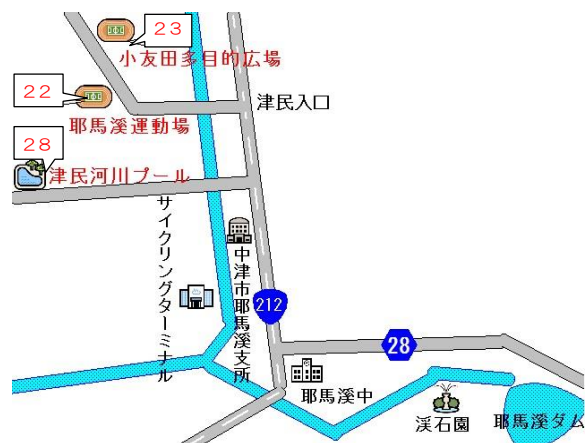 23
小友田多目的広場
22
津民入口
耶馬溪運動場
28
津民河川プール
サイクリングターミナル
中津市耶馬溪支所
212
28
耶馬溪中
渓石園
耶馬溪ダム